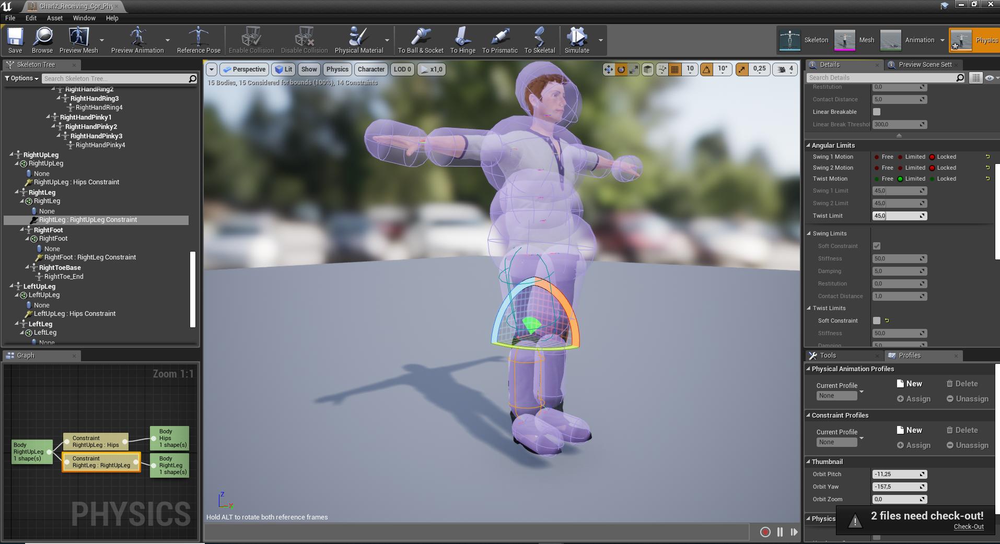 Charlz_Receiving_Cpr_Phy
File Edit Asset Window Help
Save Browse Preview Mesh Preview Animation Reference Pose Enable Collision Disable Collision Physical Material To Ball & Socket To Hinge To Prismatic To Skeletal Simulate
Skeleton Mesh Animation Physics
Skeleton Tree
Options Search Skeleton Tree...
RightHandRing2
RightHandRing3
RightHandRing4
RightHandPinky1
RightHandPinky2
RightHandPinky3
RightHandPinky4
RightUpLeg
RightUpLeg
None
RightUpLeg : Hips Constraint
RightLeg
RightLeg
None
RightLeg : RightUpLeg Constraint
RightFoot
RightFoot
None
RightFoot : RightLeg Constraint
RightToeBase
RightToe_End
LeftUpLeg
LeftUpLeg
None
LeftUpLeg : Hips Constraint
LeftLeg
LeftLeg
None
Graph
Zoom 1:1
Body
RightUpLeg
1 shape(s)
Constraint
RightUpLeg : Hips
Constraint
RightLeg : RightUpLeg
Body
Hips
1 shape(s)
Body
RightLeg
1 shape(s)
PHYSICS
Perspective Lit Show Physics Character LOD 0 x1,0
10 10° 0,25 4
15 Bodies, 15 Considered for bounds (100%), 14 Constraints
Z
X
Hold ALT to rotate both reference frames
Details Preview Scene Sett
Search Details
Restitution 0,0
Contact Distance 5,0
Linear Breakable
Linear Break Threshol 300,0
Angular Limits
Swing 1 Motion Free Limited Locked
Swing 2 Motion Free Limited Locked
Twist Motion Free Limited Locked
Swing 1 Limit 45,0
Swing 2 Limit 45,0
Twist Limit 45,0
Swing Limits
Soft Constraint
Stiffness 50,0
Damping 5,0
Restitution 0,0
Contact Distance 1,0
Twist Limits
Soft Constraint
Stiffness 50,0
Damping 5,0
Tools Profiles
Physical Animation Profiles
Current Profile New Delete
None Assign Unassign
Constraint Profiles
Current Profile New Delete
None Assign Unassign
Thumbnail
Orbit Pitch -11,25
Orbit Yaw -157,5
Orbit Zoom 0,0
Physics
2 files need check-out!
Check-Out